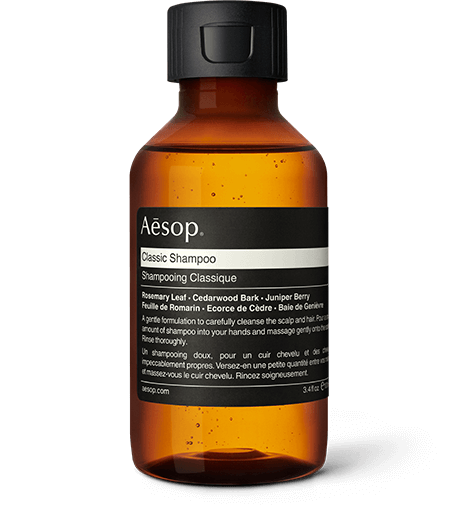 Aēsop®
Classic Shampoo
Shampooing Classique
Rosemary Leaf · Cedarwood Bark · Juniper Berry
Feuille de Romarin · Ecorce de Cèdre · Baie de Genièvre
A gentle formulation to carefully cleanse the scalp and hair. Pour
amount of shampoo into your hands and massage gently onto the
Rinse thoroughly.
Un shampooing doux, pour un cuir chevelu et des
impeccablement propres. Versez-en une petite quantité entre
et massez-vous le cuir chevelu. Rincez soigneusement.
aesop.com 3.4 fl oz ℮